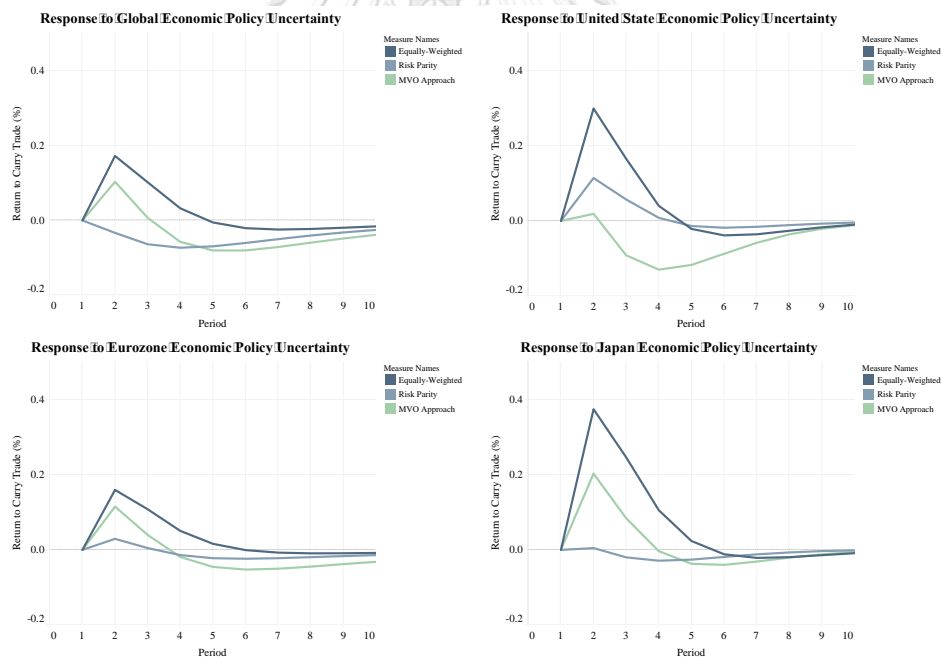 Response to Global Economic Policy Uncertainty
Measure Names
Equally-Weighted
Risk Parity
MVO Approach
Return to Carry Trade (%)
0.4
0.2
0.0
-0.2
0 1 2 3 4 5 6 7 8 9 10
Period
Response to United State Economic Policy Uncertainty
Measure Names
Equally-Weighted
Risk Parity
MVO Approach
Return to Carry Trade (%)
0.4
0.2
0.0
-0.2
0 1 2 3 4 5 6 7 8 9 10
Period
Response to Eurozone Economic Policy Uncertainty
Measure Names
Equally-Weighted
Risk Parity
MVO Approach
Return to Carry Trade (%)
0.4
0.2
0.0
-0.2
0 1 2 3 4 5 6 7 8 9 10
Period
Response to Japan Economic Policy Uncertainty
Measure Names
Equally-Weighted
Risk Parity
MVO Approach
Return to Carry Trade (%)
0.4
0.2
0.0
-0.2
0 1 2 3 4 5 6 7 8 9 10
Period